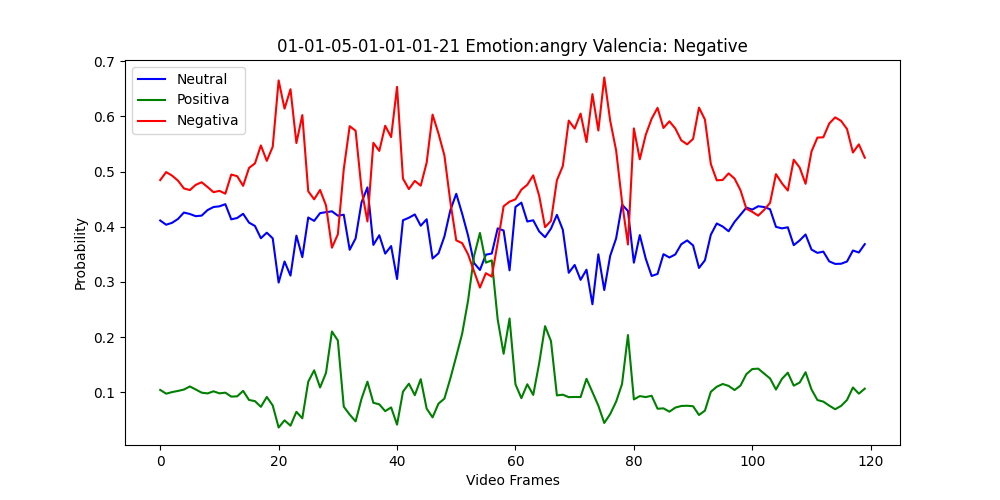 01-01-05-01-01-01-21 Emotion:angry Valencia: Negative
Neutral
Positiva
Negativa
Probability
0.7
0.6
0.5
0.4
0.3
0.2
0.1
0 20 40 60 80 100 120
Video Frames